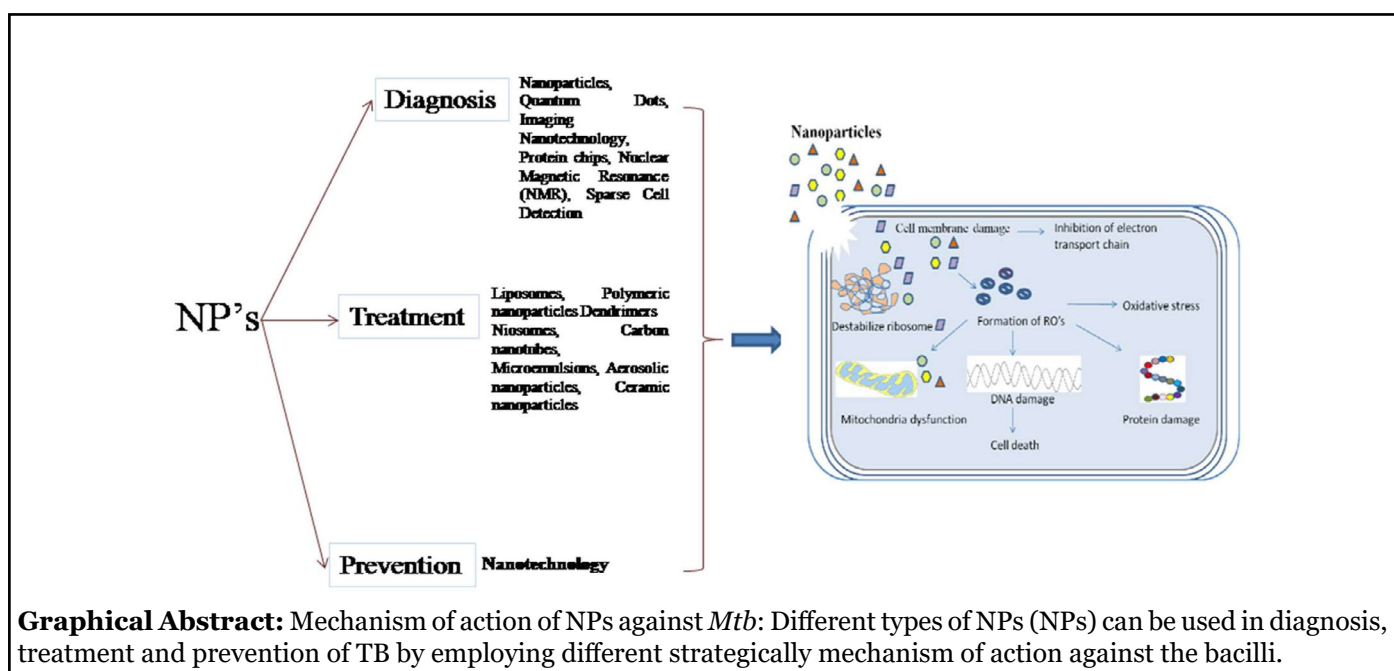 NP's
Diagnosis
Nanoparticles,
Quantum Dots,
Imaging
Nanotechnology,
Protein chips, Nuclear
Magnetic Resonance
(NMR), Sparse Cell
Detection
Treatment
Liposomes, Polymeric
nanoparticles Dendrimers
Niosomes, Carbon
nanotubes,
Microemulsions, Aerosolic
nanoparticles, Ceramic
nanoparticles
Prevention
Nanotechnology
Nanoparticles
Cell membrane damage
Inhibition of electron
transport chain
Destabilize ribosome
Formation of RO's
Oxidative stress
Mitochondria dysfunction
DNA damage
Protein damage
Cell death
Graphical Abstract: Mechanism of action of NPs against Mtb: Different types of NPs (NPs) can be used in diagnosis,
treatment and prevention of TB by employing different strategically mechanism of action against the bacilli.